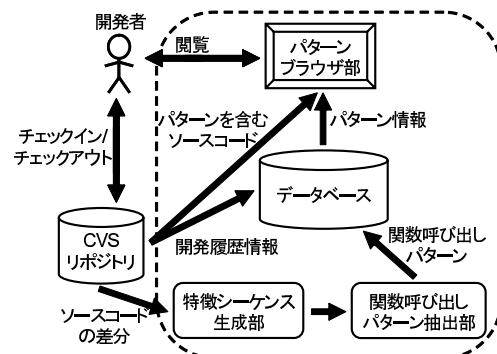 開発者
閲覧
パターン
ブラウザ部
チェックイン/
チェックアウト
パターンを含む
ソースコード
パターン情報
データベース
CVS
リポジトリ
開発履歴情報
関数呼び出し
パターン
ソースコード
の差分
特徴シーケンス
生成部
関数呼び出し
パターン抽出部